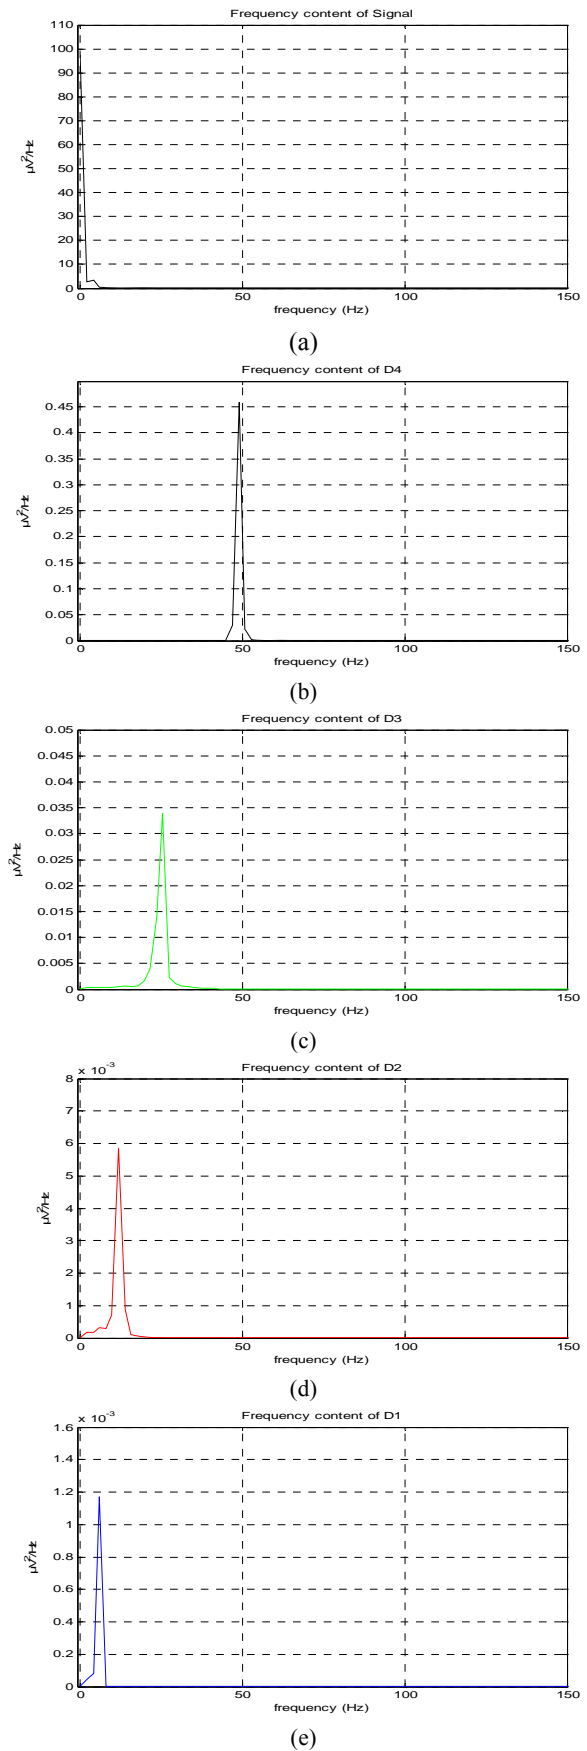 Frequency content of Signal
110
100
90
80
70
60
50
40
30
20
10
0
µV²/Hz
0 50 100 150
frequency (Hz)
(a)
Frequency content of D4
0.45
0.4
0.35
0.3
0.25
0.2
0.15
0.1
0.05
0
µV²/Hz
0 50 100 150
frequency (Hz)
(b)
Frequency content of D3
0.05
0.045
0.04
0.035
0.03
0.025
0.02
0.015
0.01
0.005
0
µV²/Hz
0 50 100 150
frequency (Hz)
(c)
Frequency content of D2
x 10⁻³
8
7
6
5
4
3
2
1
0
µV²/Hz
0 50 100 150
frequency (Hz)
(d)
Frequency content of D1
x 10⁻³
1.6
1.4
1.2
1
0.8
0.6
0.4
0.2
0
µV²/Hz
0 50 100 150
frequency (Hz)
(e)